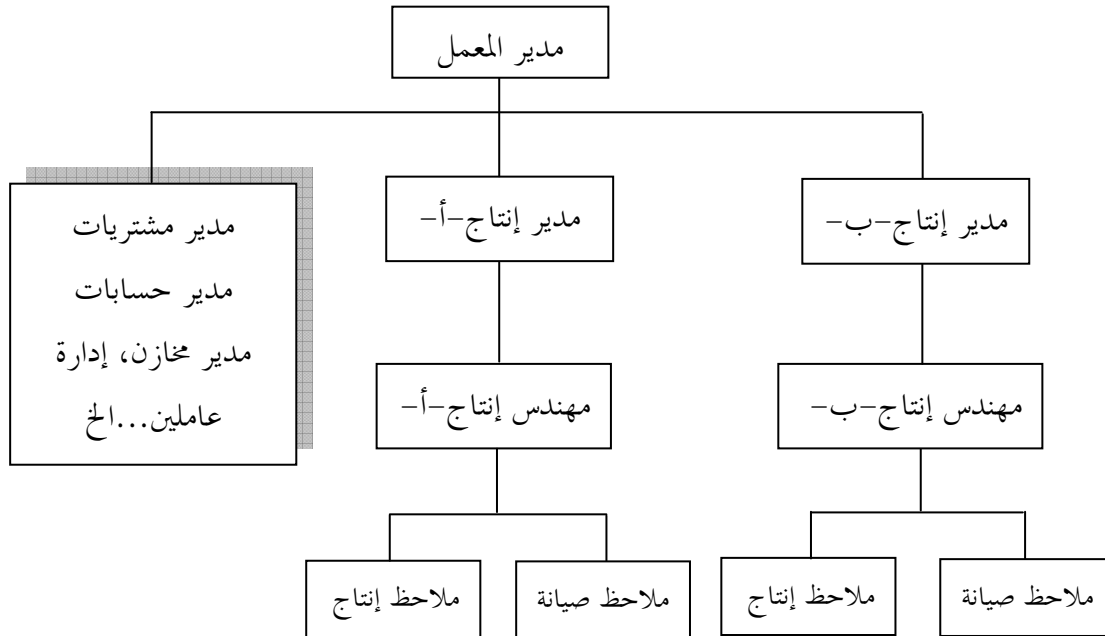 مدير المعمل
مدير إنتاج-ب-
مدير إنتاج-أ-
مدير مشتريات
مدير حسابات
مدير مخازن، إدارة
عاملين...الخ
مهندس إنتاج-ب-
مهندس إنتاج-أ-
ملاحظ صيانة
ملاحظ إنتاج
ملاحظ صيانة
ملاحظ إنتاج